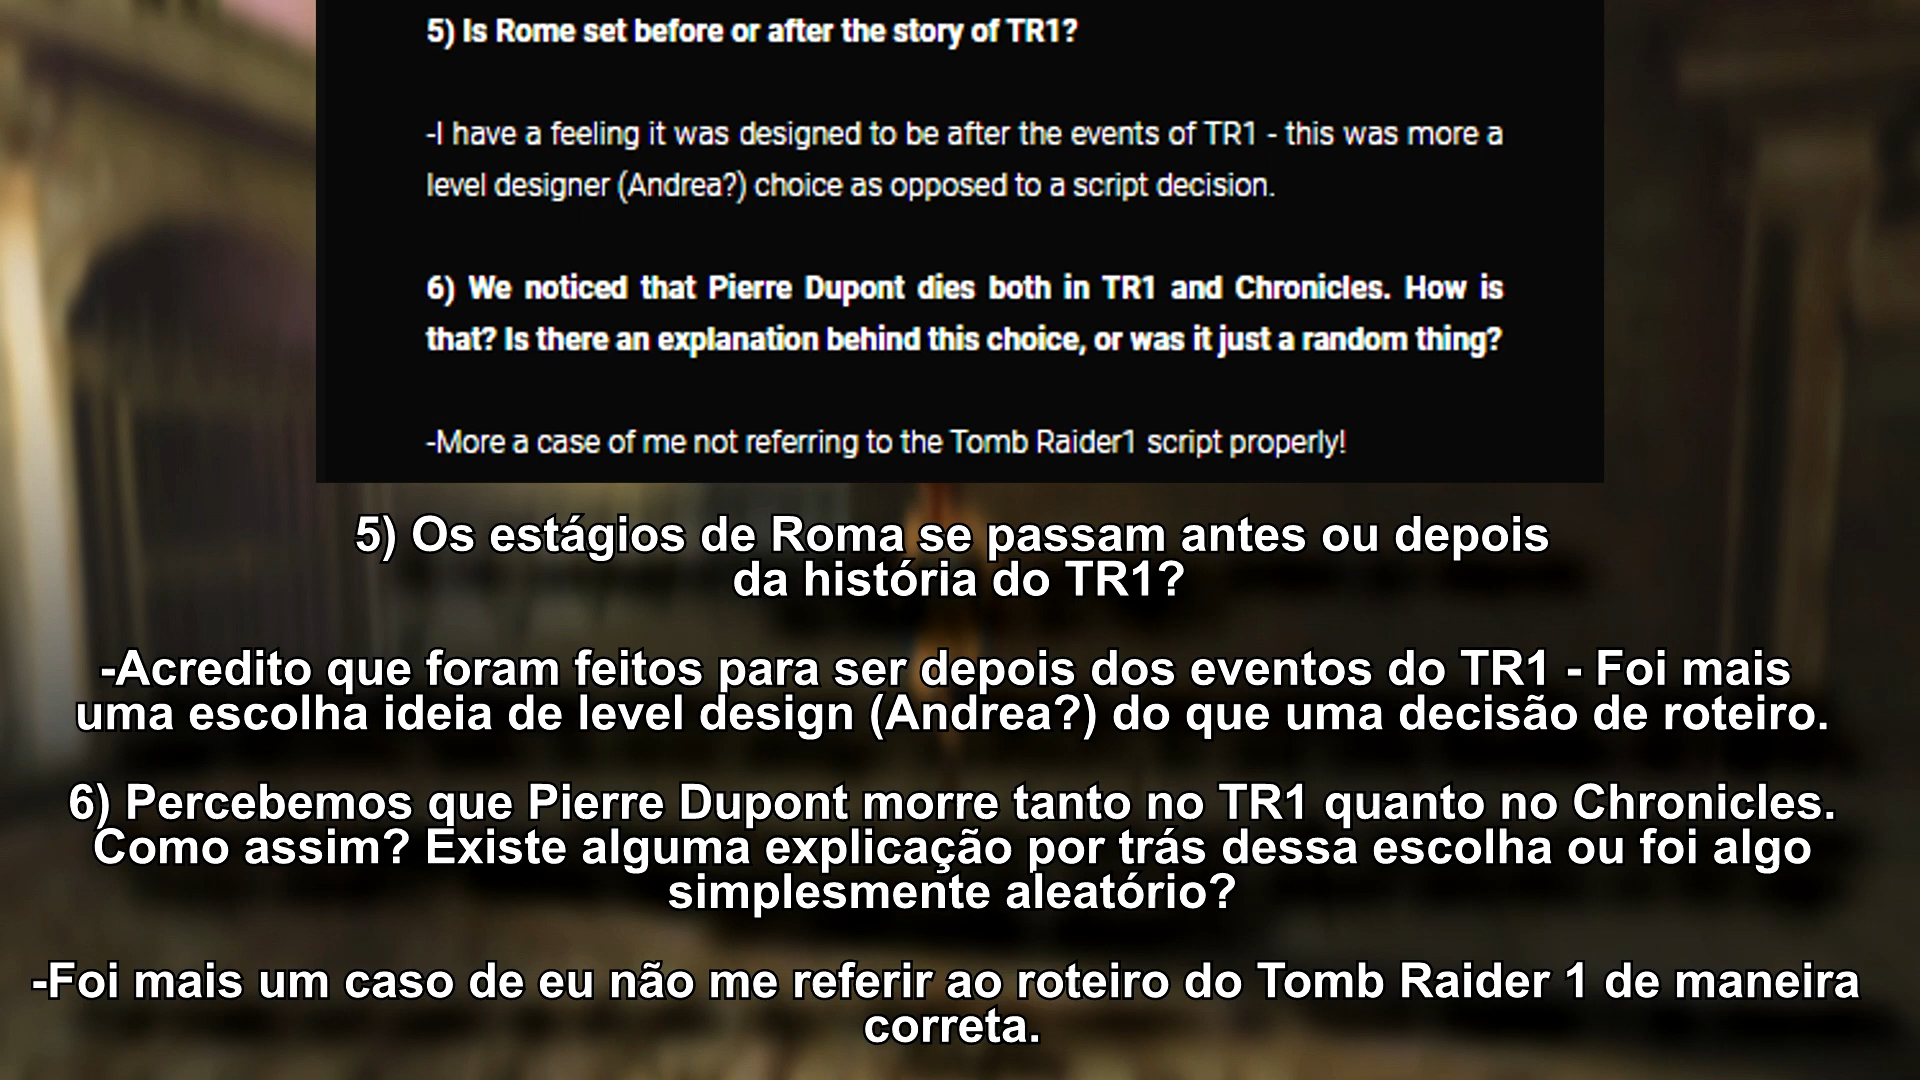 5) Is Rome set before or after the story of TR1?
-I have a feeling it was designed to be after the events of TR1 - this was more a
level designer (Andrea?) choice as opposed to a script decision.
6) We noticed that Pierre Dupont dies both in TR1 and Chronicles. How is
that? Is there an explanation behind this choice, or was it just a random thing?
-More a case of me not referring to the Tomb Raider1 script properly!
5) Os estágios de Roma se passam antes ou depois
da história do TR1?
-Acredito que foram feitos para ser depois dos eventos do TR1 - Foi mais
uma escolha ideia de level design (Andrea?) do que uma decisão de roteiro.
6) Percebemos que Pierre Dupont morre tanto no TR1 quanto no Chronicles.
Como assim? Existe alguma explicação por trás dessa escolha ou foi algo
simplesmente aleatório?
-Foi mais um caso de eu não me referir ao roteiro do Tomb Raider 1 de maneira
correta.